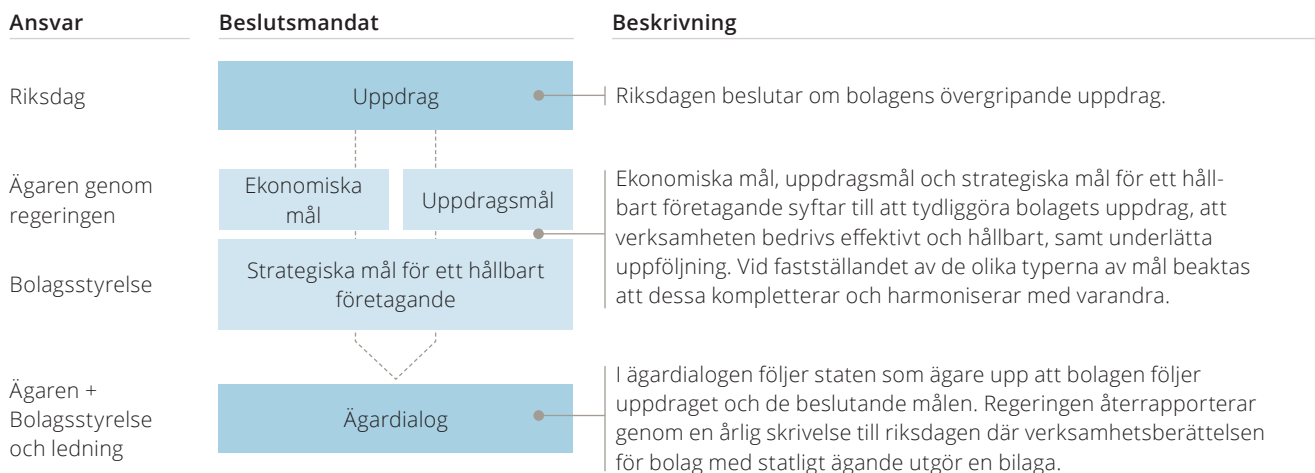 Ansvar
Beslutsmandat
Beskrivning
Riksdag
Uppdrag
Riksdagen beslutar om bolagens övergripande uppdrag.
Ägaren genom
regeringen
Ekonomiska
mål
Uppdragsmål
Ekonomiska mål, uppdragsmål och strategiska mål för ett håll-
bart företagande syftar till att tydliggöra bolagets uppdrag, att
verksamheten bedrivs effektivt och hållbart, samt underlätta
uppföljning. Vid fastställandet av de olika typerna av mål beaktas
att dessa kompletterar och harmoniserar med varandra.
Bolagsstyrelse
Strategiska mål för ett hållbart
företagande
Ägaren +
Bolagsstyrelse
och ledning
Ägardialog
I ägardialogen följer staten som ägare upp att bolagen följer
uppdraget och de beslutande målen. Regeringen återrapporterar
genom en årlig skrivelse till riksdagen där verksamhetsberättelsen
för bolag med statligt ägande utgör en bilaga.